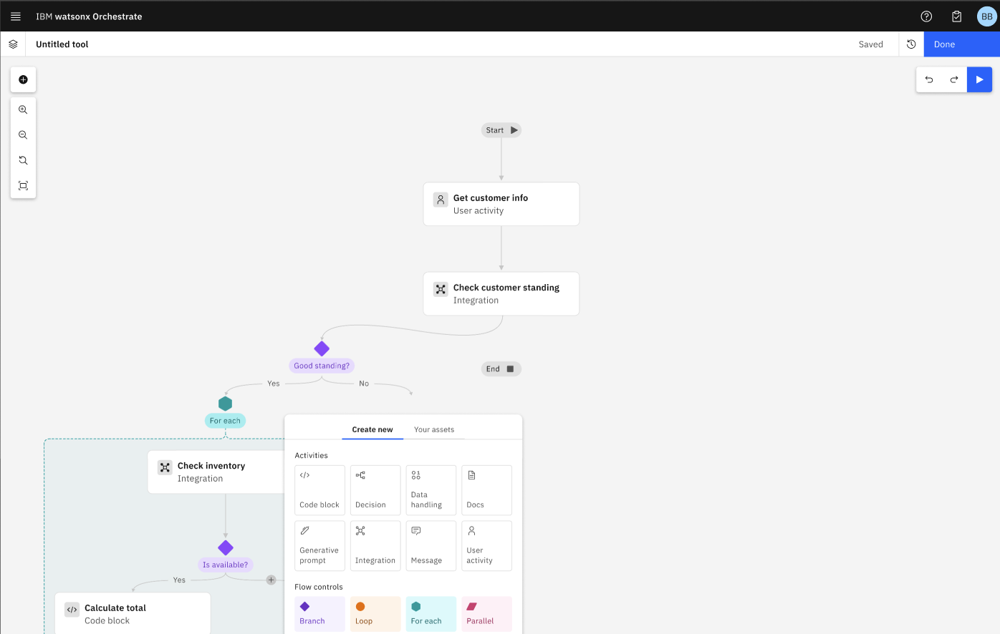 IBM watsonx Orchestrate
BB
Untitled tool
Saved
Done
Start
Get customer info
User activity
Check customer standing
Integration
Good standing?
End
Yes
No
For each
Check inventory
Integration
Is available?
Yes
Calculate total
Code block
Create new
Your assets
Activities
Code block
Decision
Data
handling
Docs
Generative
prompt
Integration
Message
User
activity
Flow controls
Branch
Loop
For each
Parallel